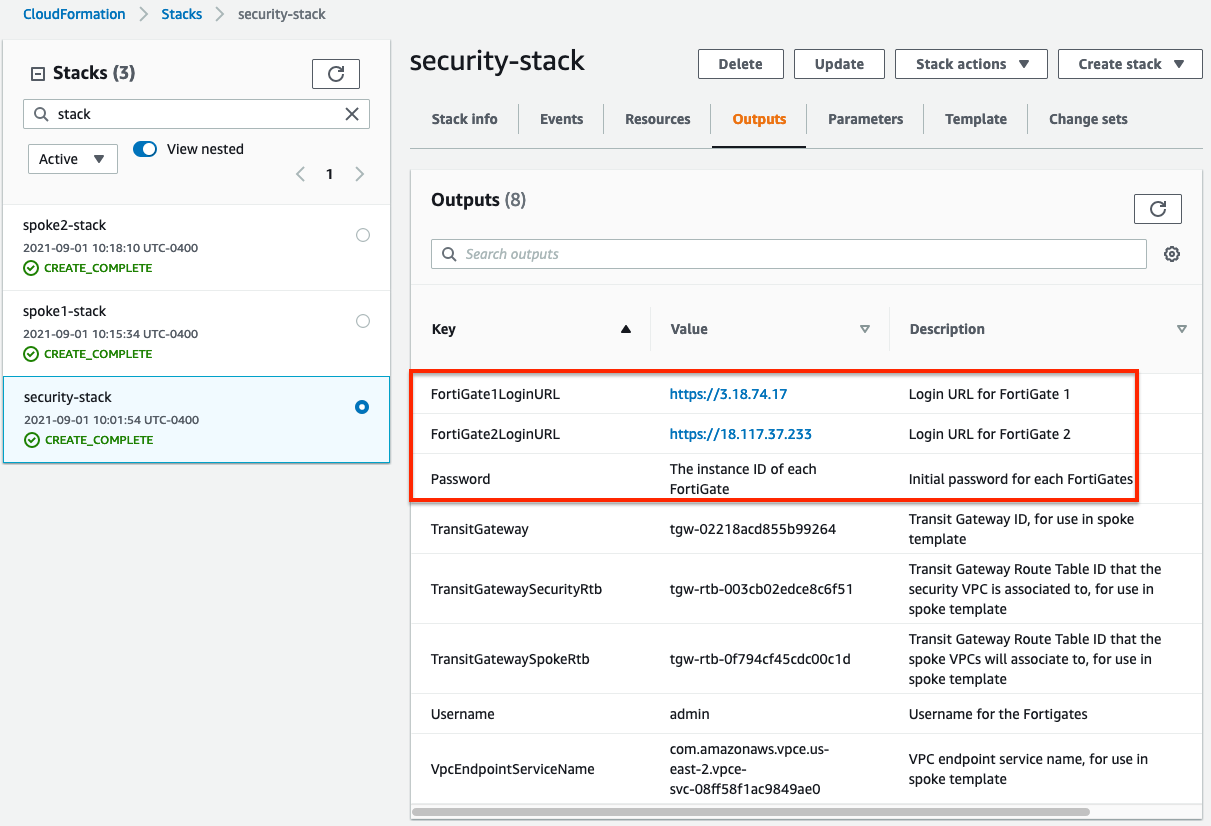 CloudFormation > Stacks > security-stack
Stacks (3)
stack
Active
View nested
1
spoke2-stack
2021-09-01 10:18:10 UTC-0400
CREATE_COMPLETE
spoke1-stack
2021-09-01 10:15:34 UTC-0400
CREATE_COMPLETE
security-stack
2021-09-01 10:01:54 UTC-0400
CREATE_COMPLETE
security-stack
Delete
Update
Stack actions
Create stack
Stack info
Events
Resources
Outputs
Parameters
Template
Change sets
Outputs (8)
Search outputs
Key
Value
Description
FortiGate1LoginURL
https://3.18.74.17
Login URL for FortiGate 1
FortiGate2LoginURL
https://18.117.37.233
Login URL for FortiGate 2
Password
The instance ID of each
FortiGate
Initial password for each FortiGates
TransitGateway
tgw-02218acd855b99264
Transit Gateway ID, for use in spoke
template
TransitGatewaySecurityRtb
tgw-rtb-003cb02edce8c6f51
Transit Gateway Route Table ID that the
security VPC is associated to, for use in
spoke template
TransitGatewaySpokeRtb
tgw-rtb-0f794cf45cdc00c1d
Transit Gateway Route Table ID that the
spoke VPCs will associate to, for use in
spoke template
Username
admin
Username for the Fortigates
VpcEndpointServiceName
com.amazonaws.vpce.us-
east-2.vpce-
svc-08ff58f1ac9849ae0
VPC endpoint service name, for use in
spoke template